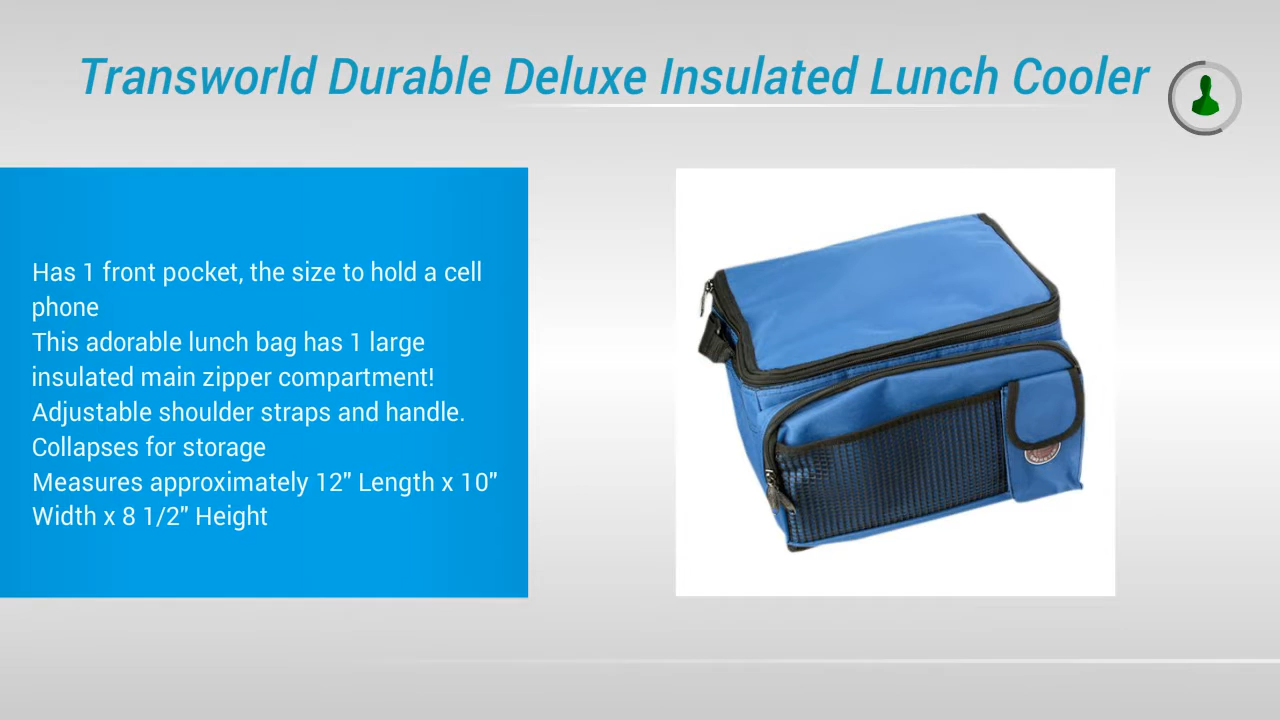 Transworld Durable Deluxe Insulated Lunch Cooler
Has 1 front pocket, the size to hold a cell
phone
This adorable lunch bag has 1 large
insulated main zipper compartment!
Adjustable shoulder straps and handle.
Collapses for storage
Measures approximately 12" Length x 10"
Width x 8 1/2" Height